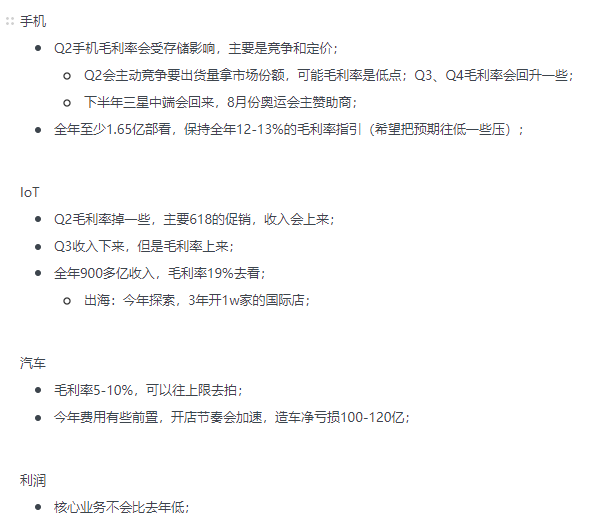 手机
Q2手机毛利率会受存储影响，主要是竞争和定价；
Q2会主动竞争要出货量拿市场份额，可能毛利率是低点；Q3、Q4毛利率会回升一些；
下半年三星中端会回来，8月份奥运会主赞助商；
全年至少1.65亿部看，保持全年12-13%的毛利率指引（希望把预期往低一些压）；
IoT
Q2毛利率掉一些，主要618的促销，收入会上来；
Q3收入下来，但是毛利率上来；
全年900多亿收入，毛利率19%去看；
出海：今年探索，3年开1w家的国际店；
汽车
毛利率5-10%，可以往上限去拍；
今年费用有些前置，开店节奏会加速，造车净亏损100-120亿；
利润
核心业务不会比去年低；